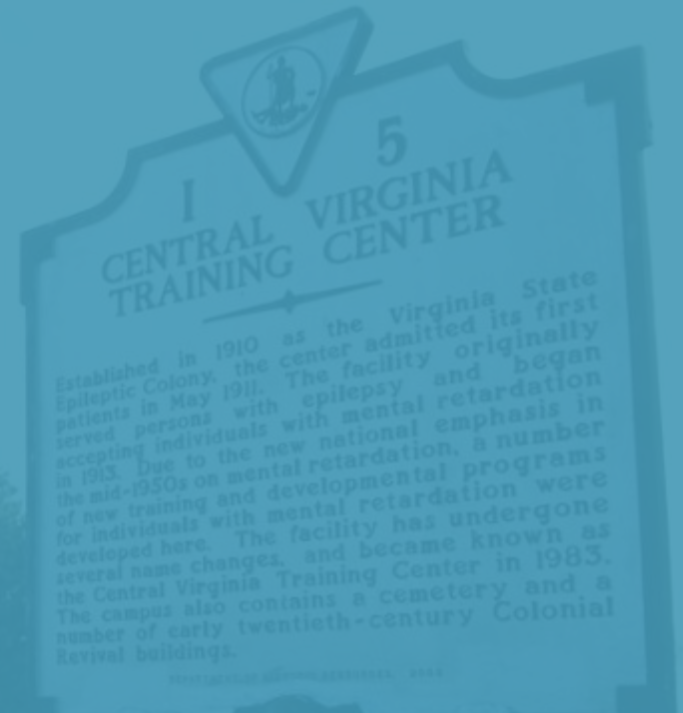 I 5
CENTRAL VIRGINIA
TRAINING CENTER
Established in 1910 as the Virginia State
Epileptic Colony, the center admitted its first
patients in May 1911. The facility originally
served persons with epilepsy and began
accepting individuals with mental retardation
in 1913. Due to the new national emphasis in
the mid-1950s on mental retardation, a number
of new training and developmental programs
for individuals with mental retardation were
developed here. The facility has undergone
several name changes, and became known as
the Central Virginia Training Center in 1983.
The campus also contains a cemetery and a
number of early twentieth-century Colonial
Revival buildings.